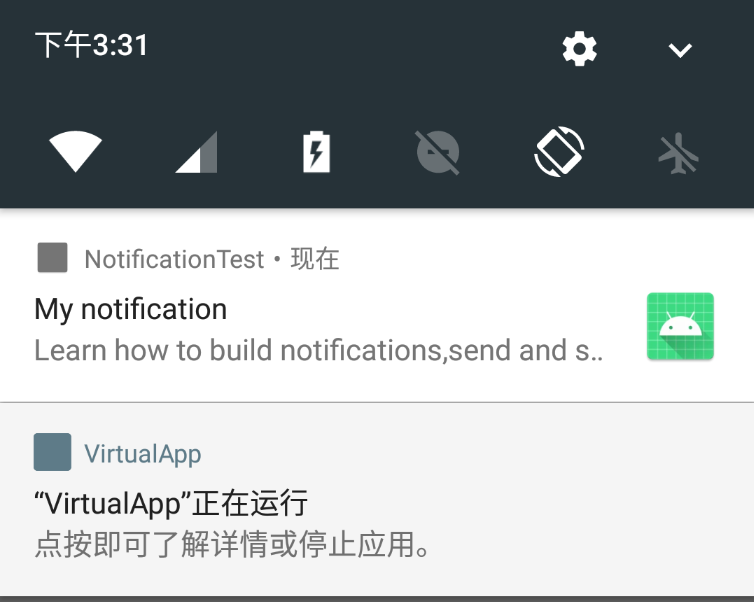 下午3:31
NotificationTest • 现在
My notification
Learn how to build notifications,send and s..
VirtualApp
“VirtualApp”正在运行
点按即可了解详情或停止应用。